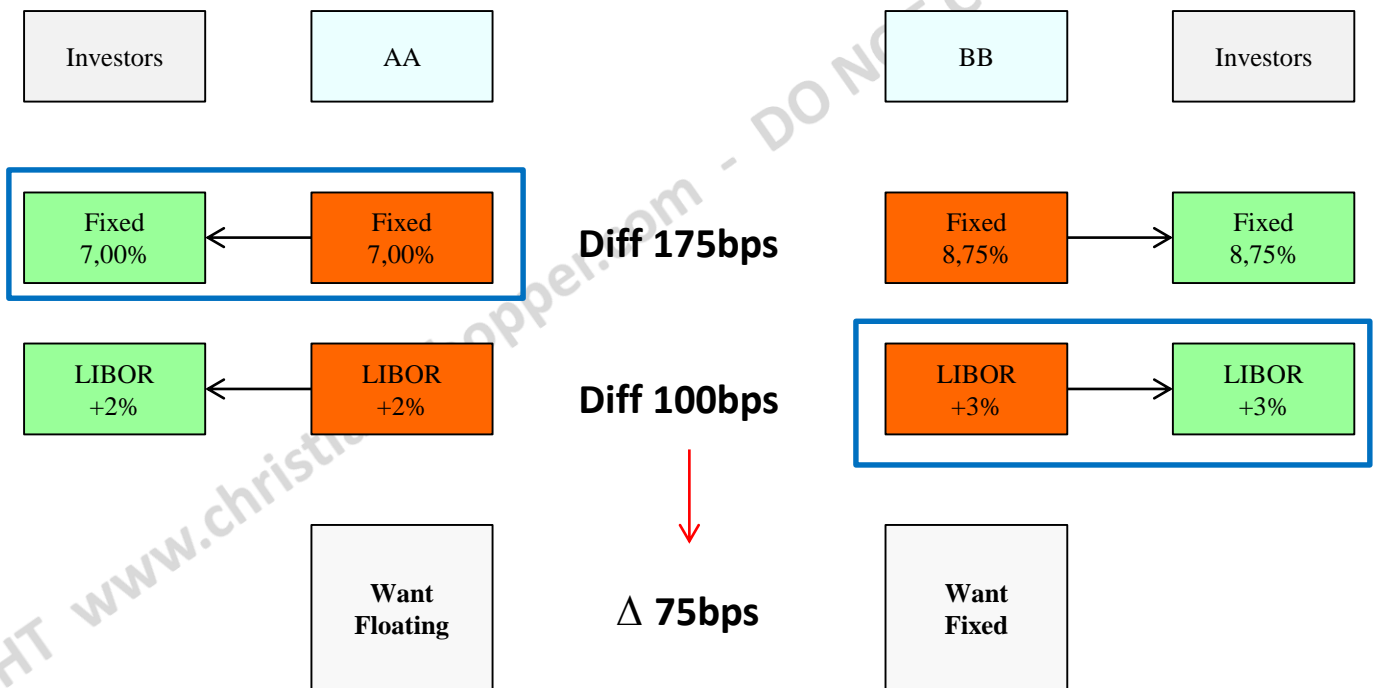 Investors
AA
BB
Investors
Fixed
7,00%
Fixed
7,00%
Diff 175bps
Fixed
8,75%
Fixed
8,75%
LIBOR
+2%
LIBOR
+2%
Diff 100bps
LIBOR
+3%
LIBOR
+3%
Want
Floating
Δ 75bps
Want
Fixed